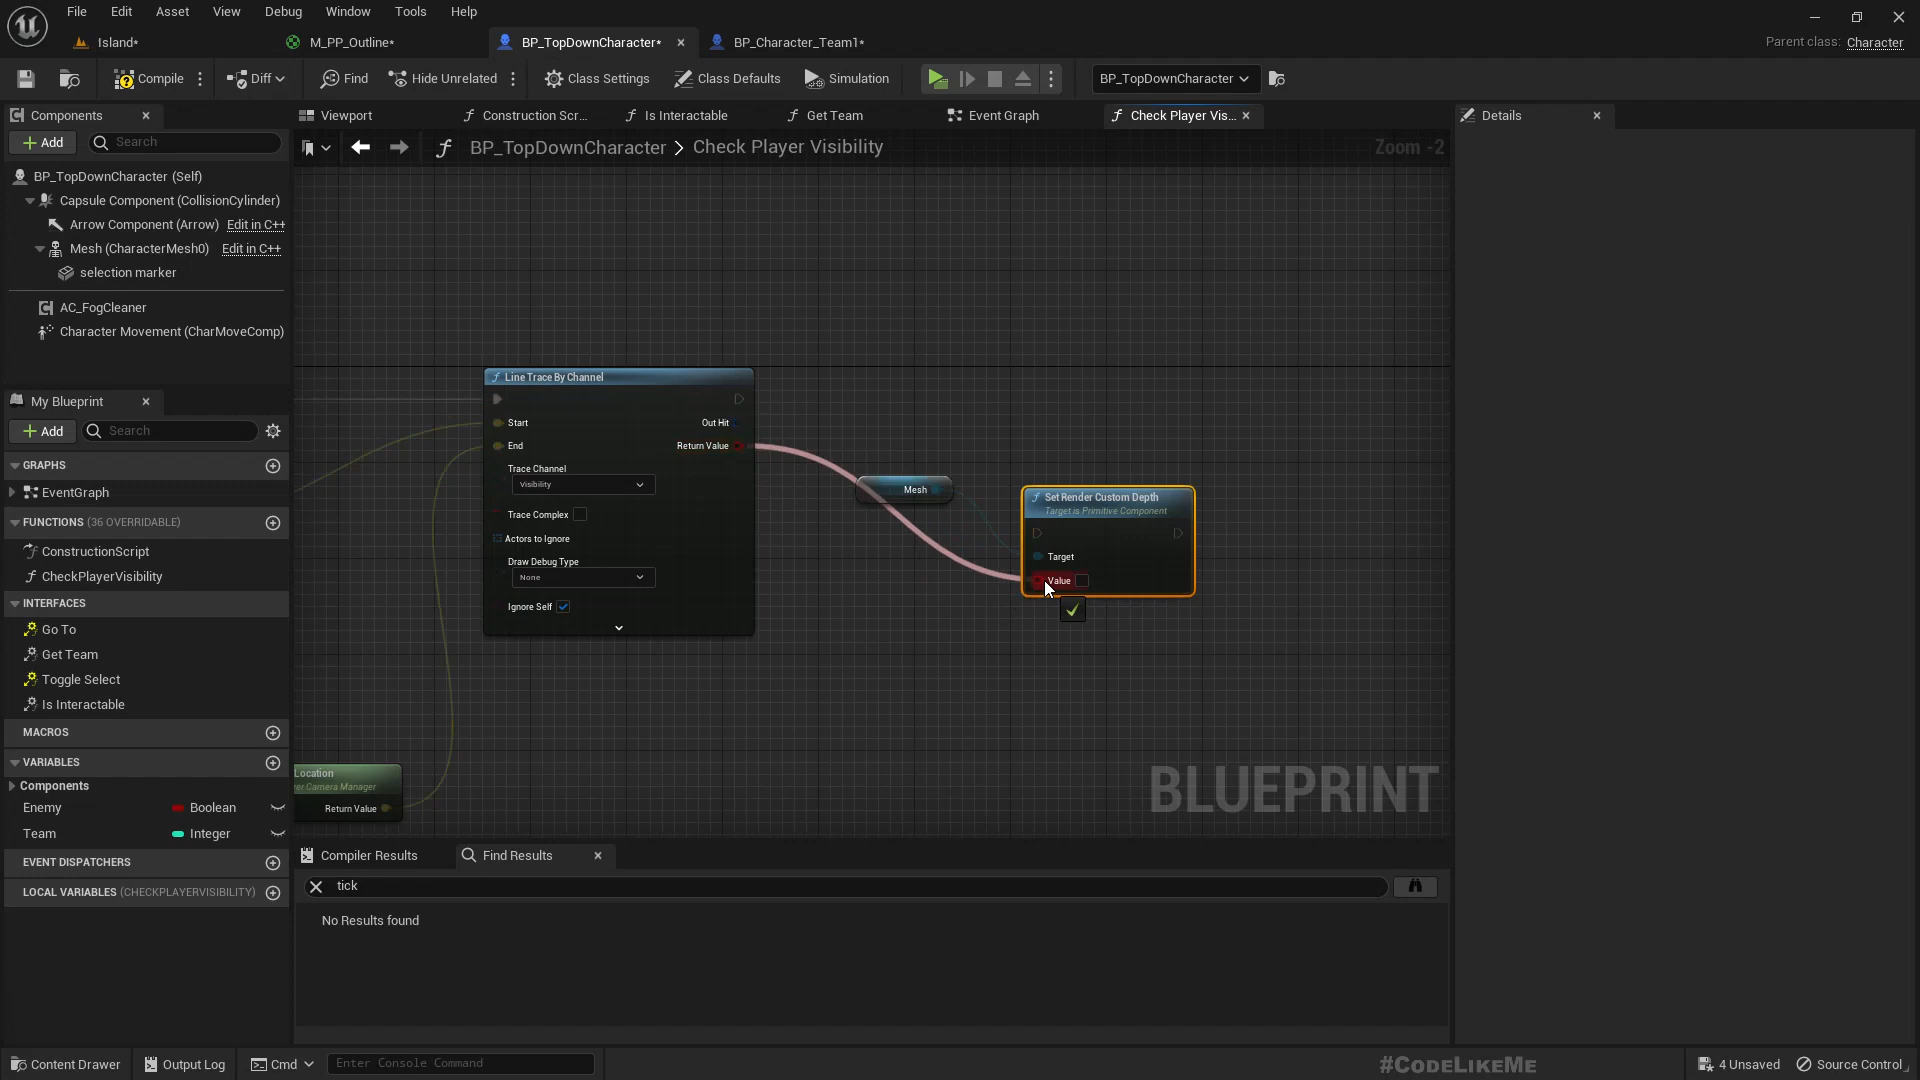 File Edit Asset View Debug Window Tools Help
Island* M_PP_Outline* BP_TopDownCharacter* BP_Character_Team1* Parent class: Character
Compile Diff Find Hide Unrelated Class Settings Class Defaults Simulation BP_TopDownCharacter
Components
Add Search
BP_TopDownCharacter (Self)
Capsule Component (CollisionCylinder)
Arrow Component (Arrow) Edit in C++
Mesh (CharacterMesh0) Edit in C++
selection marker
AC_FogCleaner
Character Movement (CharMoveComp)
My Blueprint
Add Search
GRAPHS
EventGraph
FUNCTIONS (36 OVERRIDABLE)
ConstructionScript
CheckPlayerVisibility
INTERFACES
Go To
Get Team
Toggle Select
Is Interactable
MACROS
VARIABLES
Components
Enemy Boolean
Team Integer
EVENT DISPATCHERS
LOCAL VARIABLES (CHECKPLAYERVISIBILITY)
Viewport Construction Scr... Is Interactable Get Team Event Graph Check Player Vis...
BP_TopDownCharacter > Check Player Visibility Zoom -2
Line Trace By Channel
Start Out Hit
End Return Value
Trace Channel
Visibility
Trace Complex
Actors to Ignore
Draw Debug Type
None
Ignore Self
Mesh
Set Render Custom Depth
Target is Primitive Component
Target
Value
Location
er Camera Manager
Return Value
BLUEPRINT
Details
Compiler Results Find Results
tick
No Results found
Content Drawer Output Log Cmd Enter Console Command #CODELIKEME 4 Unsaved Source Control